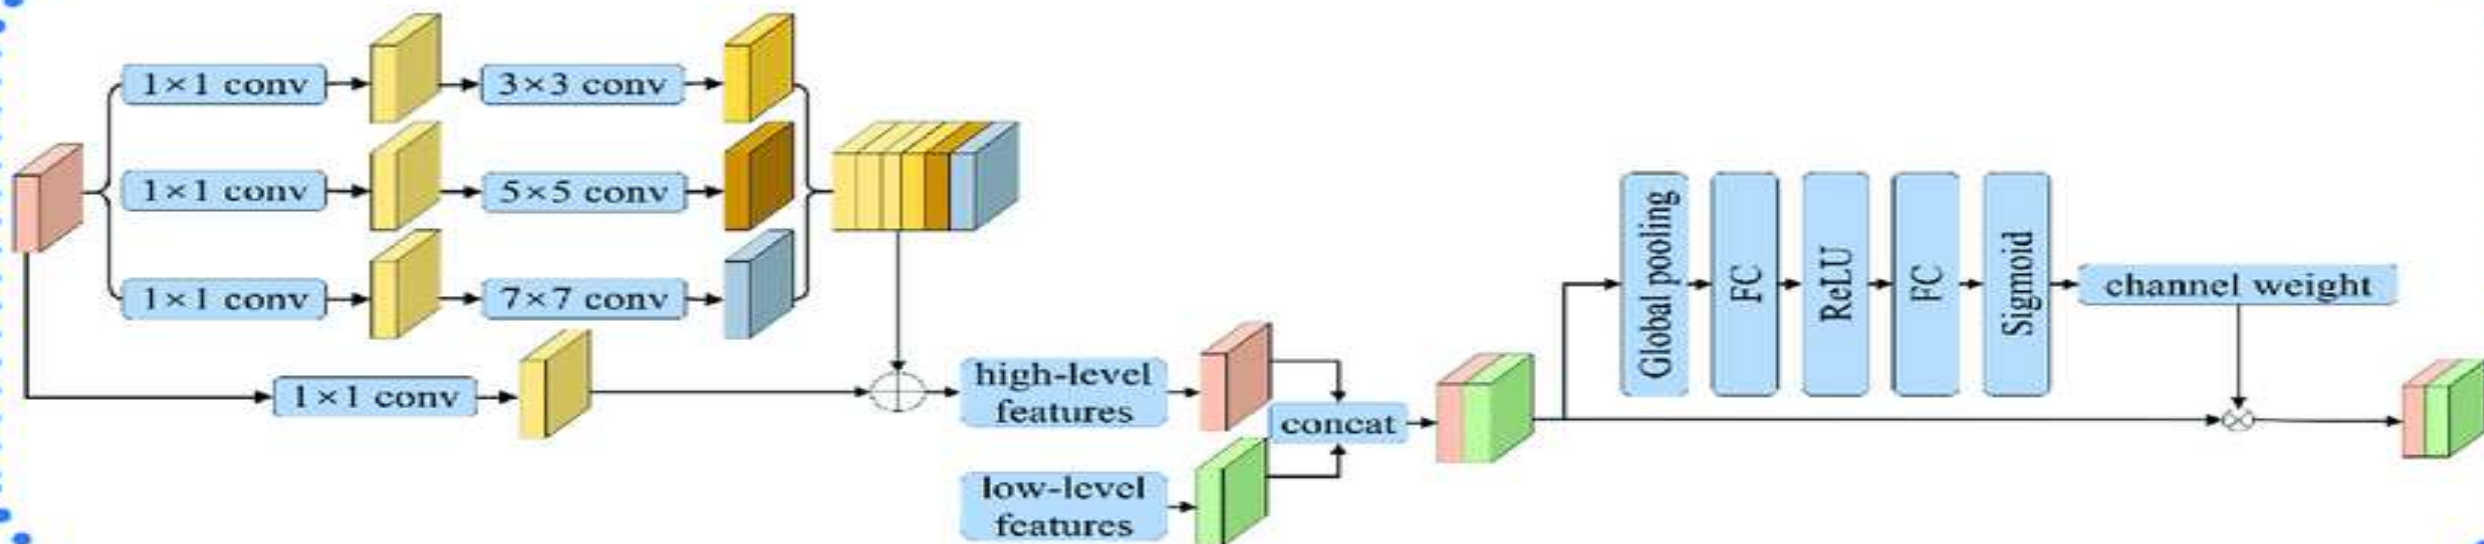 1×1 conv
3×3 conv
1×1 conv
5×5 conv
1×1 conv
7×7 conv
1×1 conv
high-level
features
concat
low-level
features
Global pooling
FC
ReLU
FC
Sigmoid
channel weight